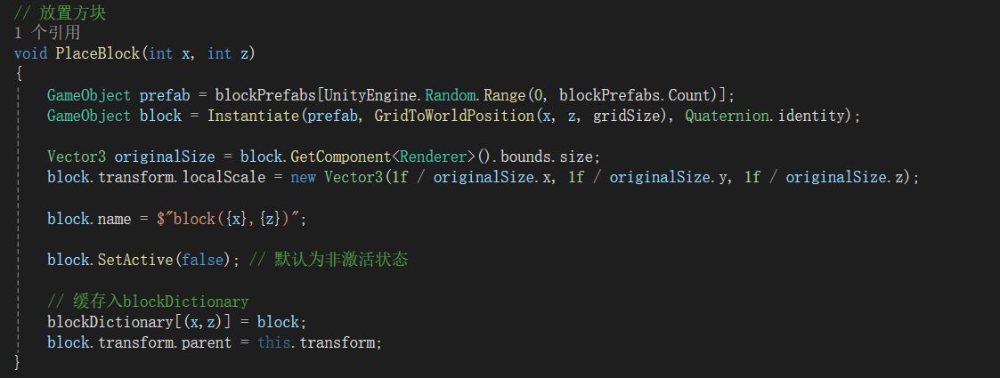 // 放置方块
1 个引用
void PlaceBlock(int x, int z)
{
GameObject prefab = blockPrefabs[UnityEngine.Random.Range(0, blockPrefabs.Count)];
GameObject block = Instantiate(prefab, GridToWorldPosition(x, z, gridSize), Quaternion.identity);
Vector3 originalSize = block.GetComponent<Renderer>().bounds.size;
block.transform.localScale = new Vector3(1f / originalSize.x, 1f / originalSize.y, 1f / originalSize.z);
block.name = $"block({x},{z})";
block.SetActive(false); // 默认为非激活状态
// 缓存入blockDictionary
blockDictionary[(x,z)] = block;
block.transform.parent = this.transform;
}